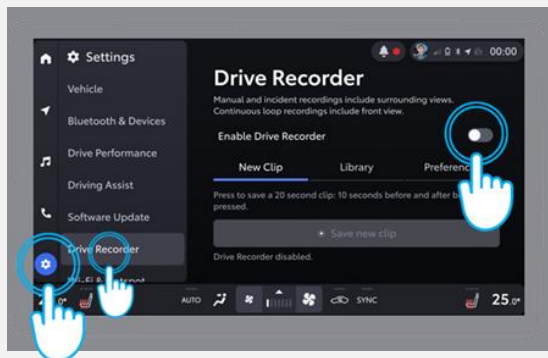 Settings
00:00
Vehicle
Bluetooth & Devices
Drive Performance
Driving Assist
Software Update
Drive Recorder
Drive Recorder
Manual and incident recordings include surrounding views.
Continuous loop recordings include front view.
Enable Drive Recorder
New Clip
Library
Press to save a 20 second clip: 10 seconds before and after
pressed.
Save new clip
Drive Recorder disabled.
AUTO
SYNC
25.0°